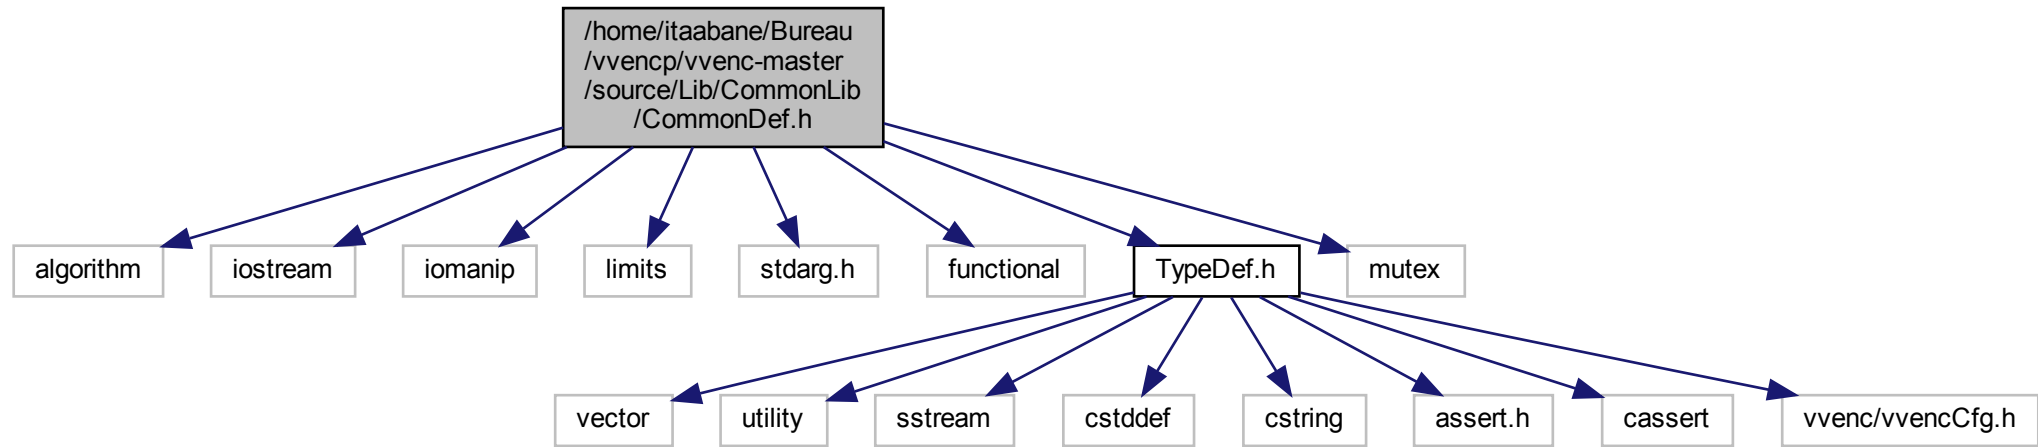 /home/itaabane/Bureau
/vvencp/vvenc-master
/source/Lib/CommonLib
/CommonDef.h
algorithm
iostream
iomanip
limits
stdarg.h
functional
TypeDef.h
mutex
vector
utility
sstream
cstddef
cstring
assert.h
cassert
vvenc/vvencCfg.h